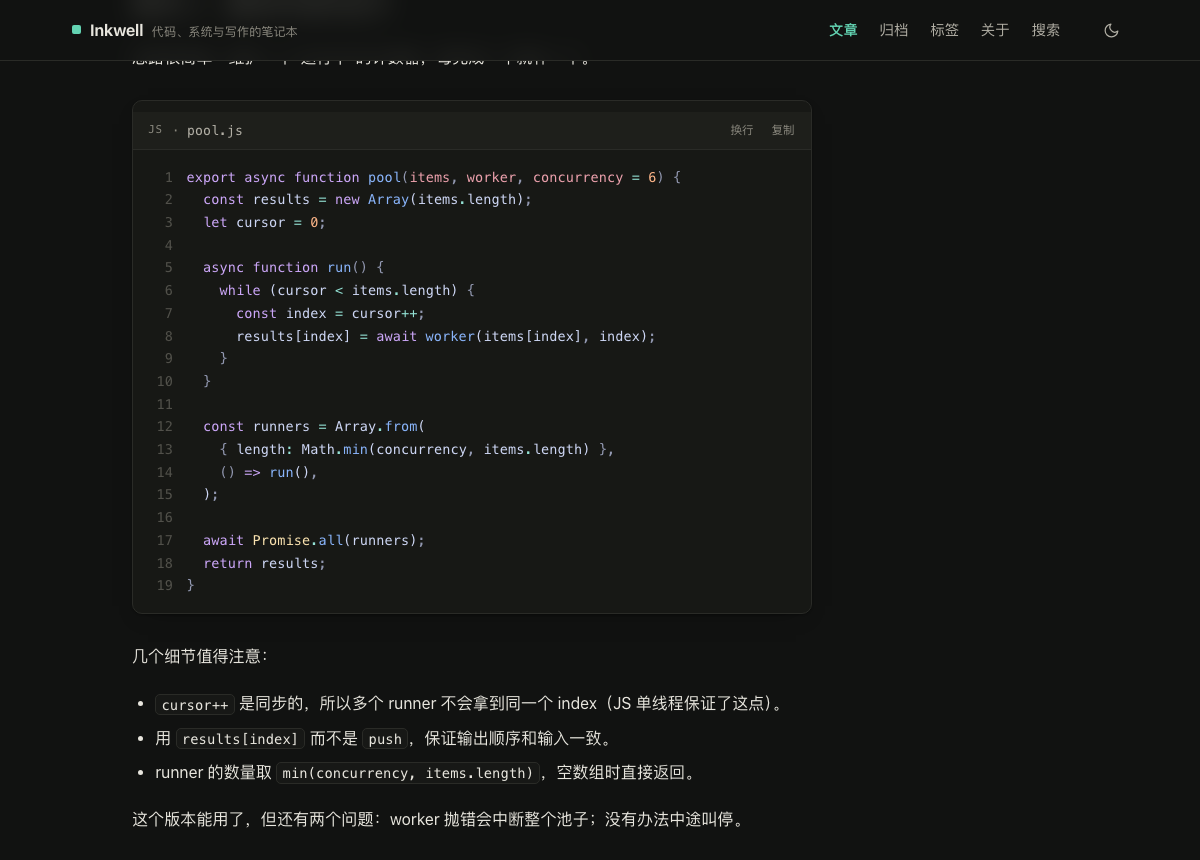 Inkwell 代码、系统与写作的笔记本
文章 归档 标签 关于 搜索
JS · pool.js 换行 复制
1 export async function pool(items, worker, concurrency = 6) {
2 const results = new Array(items.length);
3 let cursor = 0;
4
5 async function run() {
6 while (cursor < items.length) {
7 const index = cursor++;
8 results[index] = await worker(items[index], index);
9 }
10 }
11
12 const runners = Array.from(
13 { length: Math.min(concurrency, items.length) },
14 () => run(),
15 );
16
17 await Promise.all(runners);
18 return results;
19 }
几个细节值得注意：
• cursor++ 是同步的，所以多个 runner 不会拿到同一个 index（JS 单线程保证了这点）。
• 用 results[index] 而不是 push，保证输出顺序和输入一致。
• runner 的数量取 min(concurrency, items.length)，空数组时直接返回。
这个版本能用了，但还有两个问题：worker 抛错会中断整个池子；没有办法中途叫停。